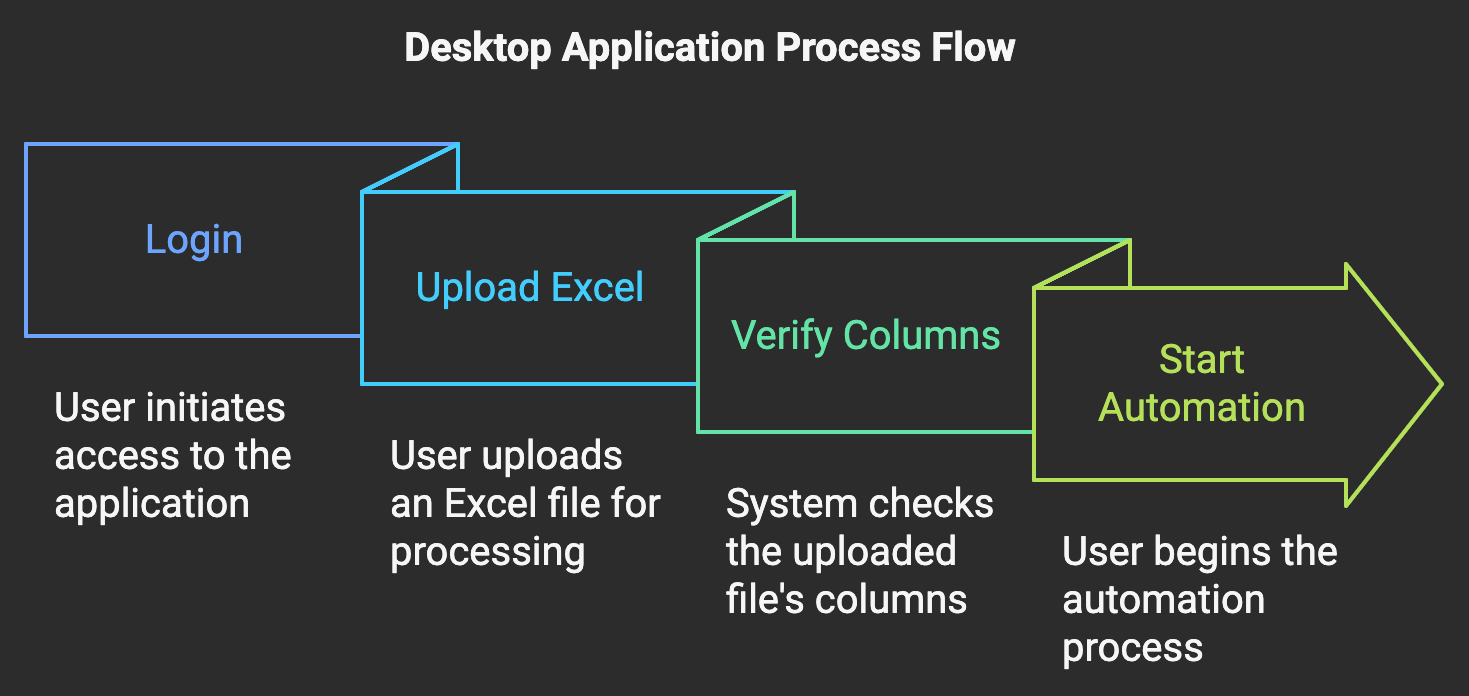 Desktop Application Process Flow
Login
User initiates
access to the
application
Upload Excel
User uploads
an Excel file for
processing
Verify Columns
System checks
the uploaded
file's columns
Start
Automation
User begins the
automation
process